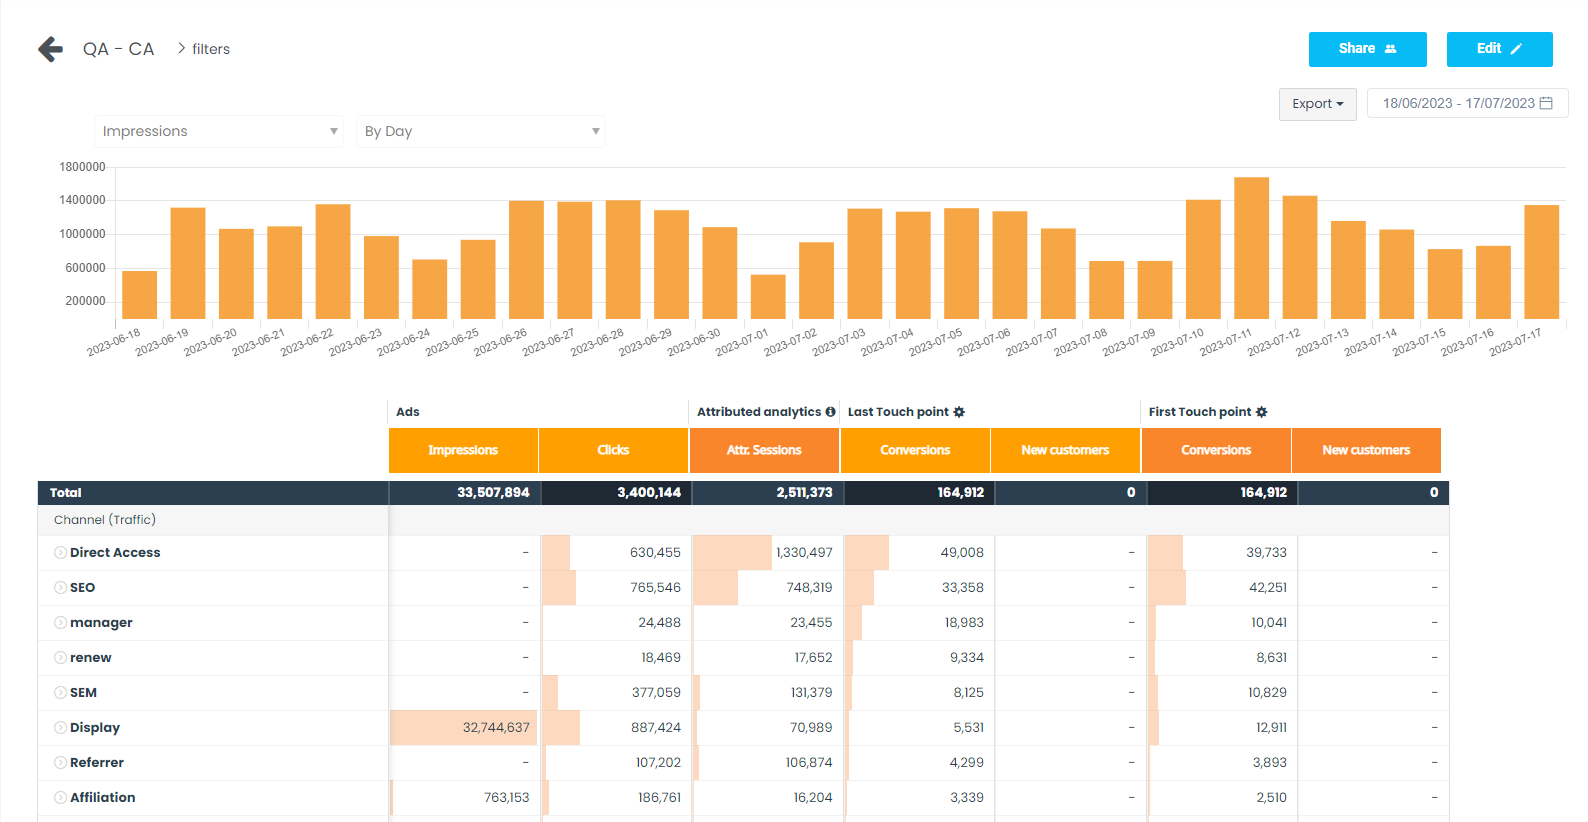 QA - CA > filters
Share
Edit
Export
18/06/2023 - 17/07/2023
Impressions
By Day
1800000
1400000
1000000
600000
200000
2023-06-18 2023-06-19 2023-06-20 2023-06-21 2023-06-22 2023-06-23 2023-06-24 2023-06-25 2023-06-26 2023-06-27 2023-06-28 2023-06-29 2023-06-30 2023-07-01 2023-07-02 2023-07-03 2023-07-04 2023-07-05 2023-07-06 2023-07-07 2023-07-08 2023-07-09 2023-07-10 2023-07-11 2023-07-12 2023-07-13 2023-07-14 2023-07-15 2023-07-16 2023-07-17
Ads Attributed analytics Last Touch point First Touch point
Impressions Clicks Attr. Sessions Conversions New customers Conversions New customers
Total 33,507,894 3,400,144 2,511,373 164,912 0 164,912 0
Channel (Traffic)
Direct Access - 630,455 1,330,497 49,008 - 39,733 -
SEO - 765,546 748,319 33,358 - 42,251 -
manager - 24,488 23,455 18,983 - 10,041 -
renew - 18,469 17,652 9,334 - 8,631 -
SEM - 377,059 131,379 8,125 - 10,829 -
Display 32,744,637 887,424 70,989 5,531 - 12,911 -
Referrer - 107,202 106,874 4,299 - 3,893 -
Affiliation 763,153 186,761 16,204 3,339 - 2,510 -